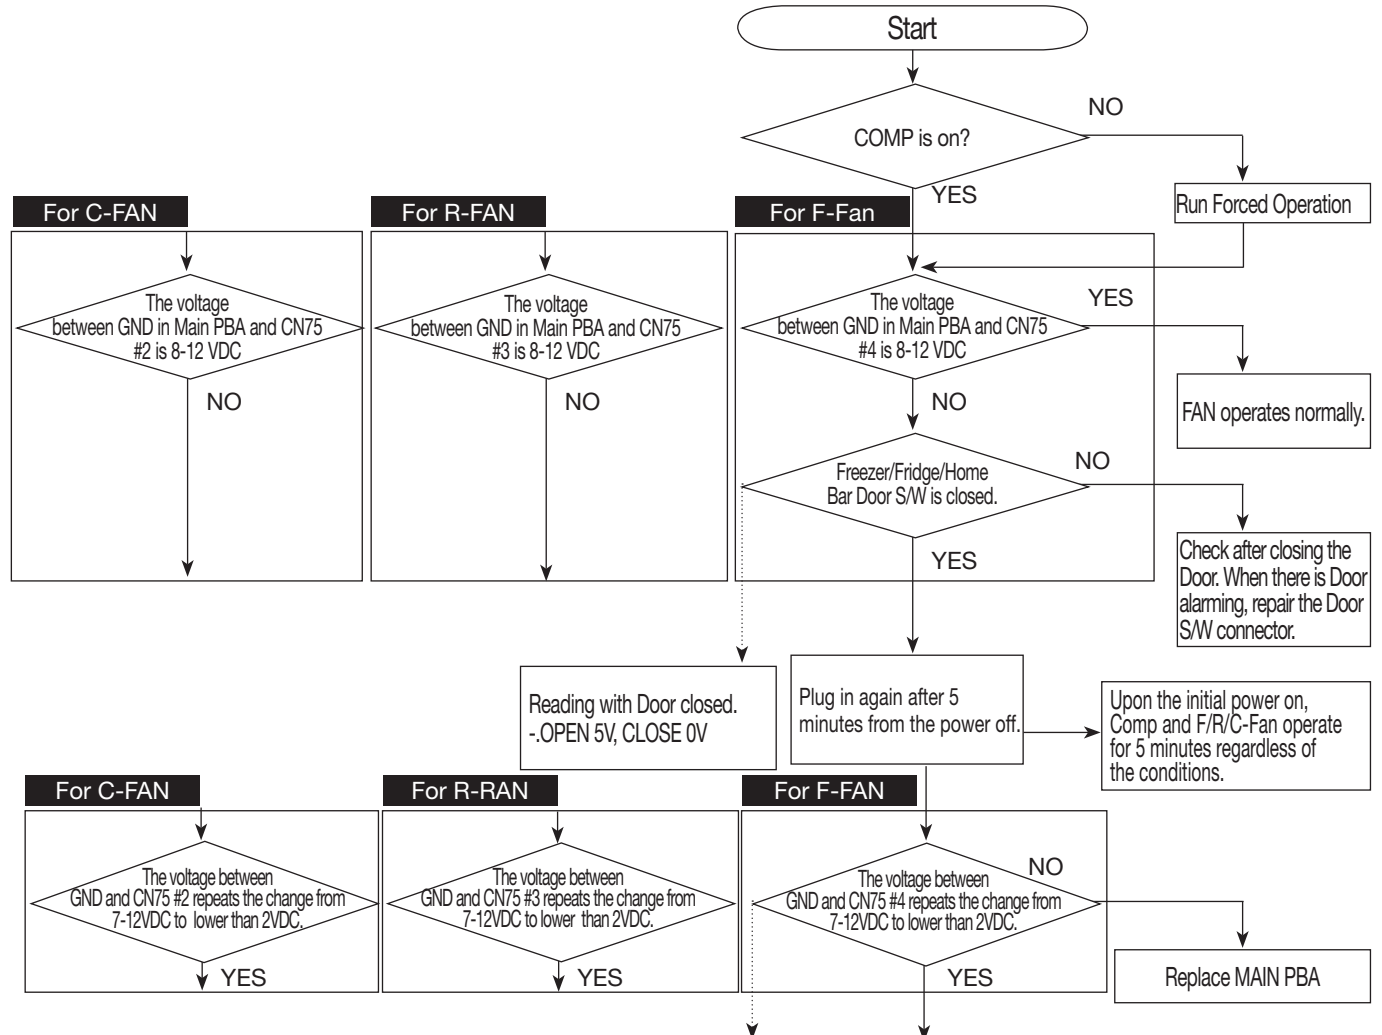 Start
COMP is on?
NO
YES
Run Forced Operation
For C-FAN
For R-FAN
For F-Fan
The voltage
between GND in Main PBA and CN75
#2 is 8-12 VDC
NO
The voltage
between GND in Main PBA and CN75
#3 is 8-12 VDC
NO
The voltage
between GND in Main PBA and CN75
#4 is 8-12 VDC
YES
NO
FAN operates normally.
Freezer/Fridge/Home
Bar Door S/W is closed.
NO
YES
Check after closing the
Door. When there is Door
alarming, repair the Door
S/W connector.
Reading with Door closed.
-.OPEN 5V, CLOSE 0V
Plug in again after 5
minutes from the power off.
Upon the initial power on,
Comp and F/R/C-Fan operate
for 5 minutes regardless of
the conditions.
For C-FAN
For R-RAN
For F-FAN
The voltage between
GND and CN75 #2 repeats the change from
7-12VDC to lower than 2VDC.
YES
The voltage between
GND and CN75 #3 repeats the change from
7-12VDC to lower than 2VDC.
YES
The voltage between
GND and CN75 #4 repeats the change from
7-12VDC to lower than 2VDC.
NO
YES
Replace MAIN PBA